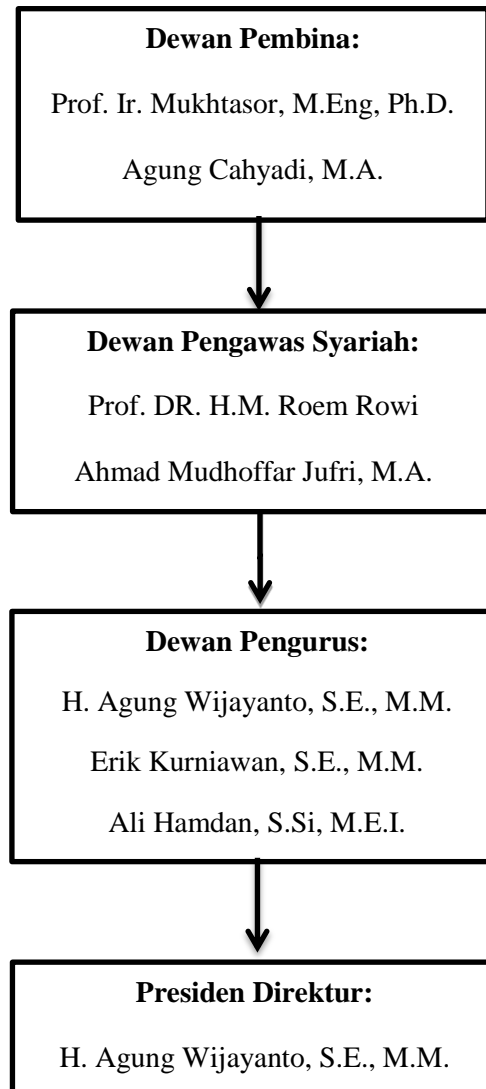 Dewan Pembina:
Prof. Ir. Mukhtasor, M.Eng, Ph.D.
Agung Cahyadi, M.A.
Dewan Pengawas Syariah:
Prof. DR. H.M. Roem Rowi
Ahmad Mudhoffar Jufri, M.A.
Dewan Pengurus:
H. Agung Wijayanto, S.E., M.M.
Erik Kurniawan, S.E., M.M.
Ali Hamdan, S.Si, M.E.I.
Presiden Direktur:
H. Agung Wijayanto, S.E., M.M.